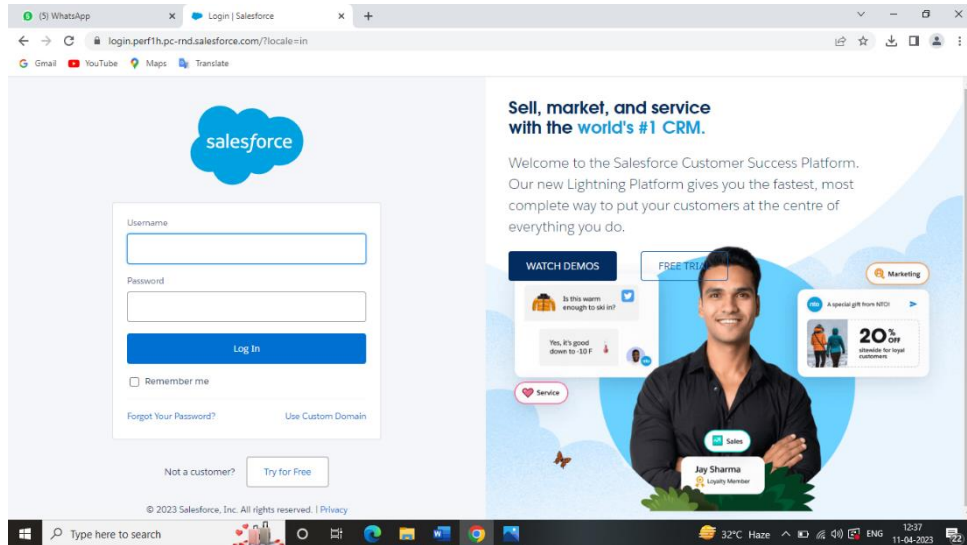 (5) WhatsApp
Login | Salesforce
login.perf1h.pc-rnd.salesforce.com/?locale=in
Gmail YouTube Maps Translate
salesforce
Username
Password
Log In
Remember me
Forgot Your Password? Use Custom Domain
Not a customer? Try for Free
© 2023 Salesforce, Inc. All rights reserved. | Privacy
Sell, market, and service
with the world's #1 CRM.
Welcome to the Salesforce Customer Success Platform.
Our new Lightning Platform gives you the fastest, most
complete way to put your customers at the centre of
everything you do.
WATCH DEMOS FREE TRIAL
Marketing
Is this warm
enough to ski in?
Yes, it's good
down to -10 F
Service
A special gift from NTO!
20% OFF
sitewide for loyal
customers
Sales
Jay Sharma
Loyalty Member
Type here to search
32°C Haze ENG
12:37
11-04-2023
22